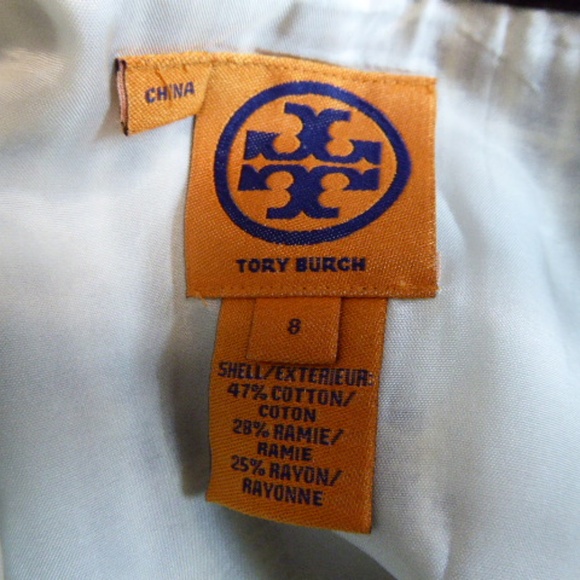 CHINA
TORY BURCH
8
SHELL/EXTERIEUR:
47% COTTON/
COTON
28% RAMIE/
RAMIE
25% RAYON/
RAYONNE